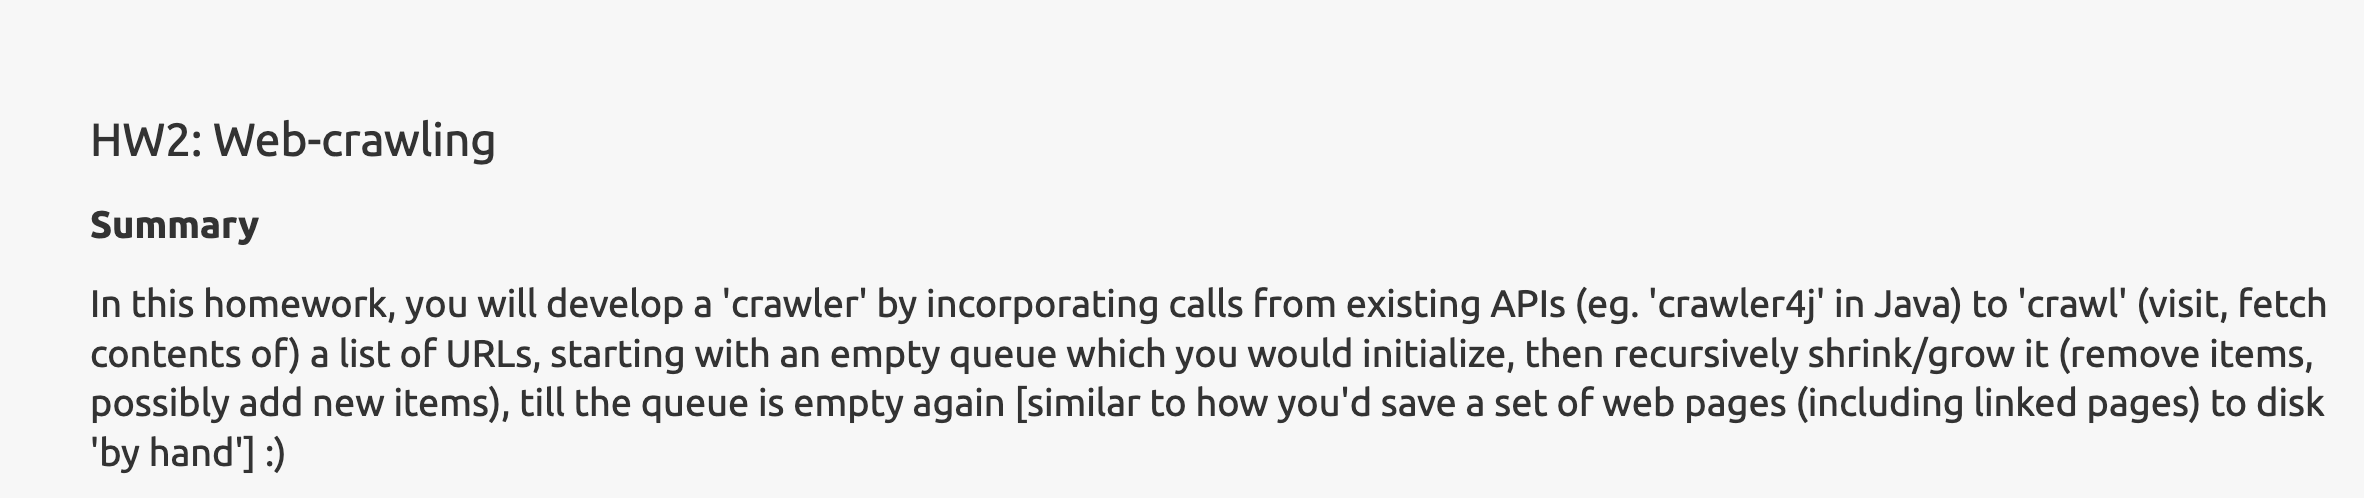 HW2: Web-crawling
Summary
In this homework, you will develop a 'crawler' by incorporating calls from existing APIs (eg. 'crawler4j' in Java) to 'crawl' (visit, fetch
contents of) a list of URLs, starting with an empty queue which you would initialize, then recursively shrink/grow it (remove items,
possibly add new items), till the queue is empty again [similar to how you'd save a set of web pages (including linked pages) to disk
'by hand'] :)